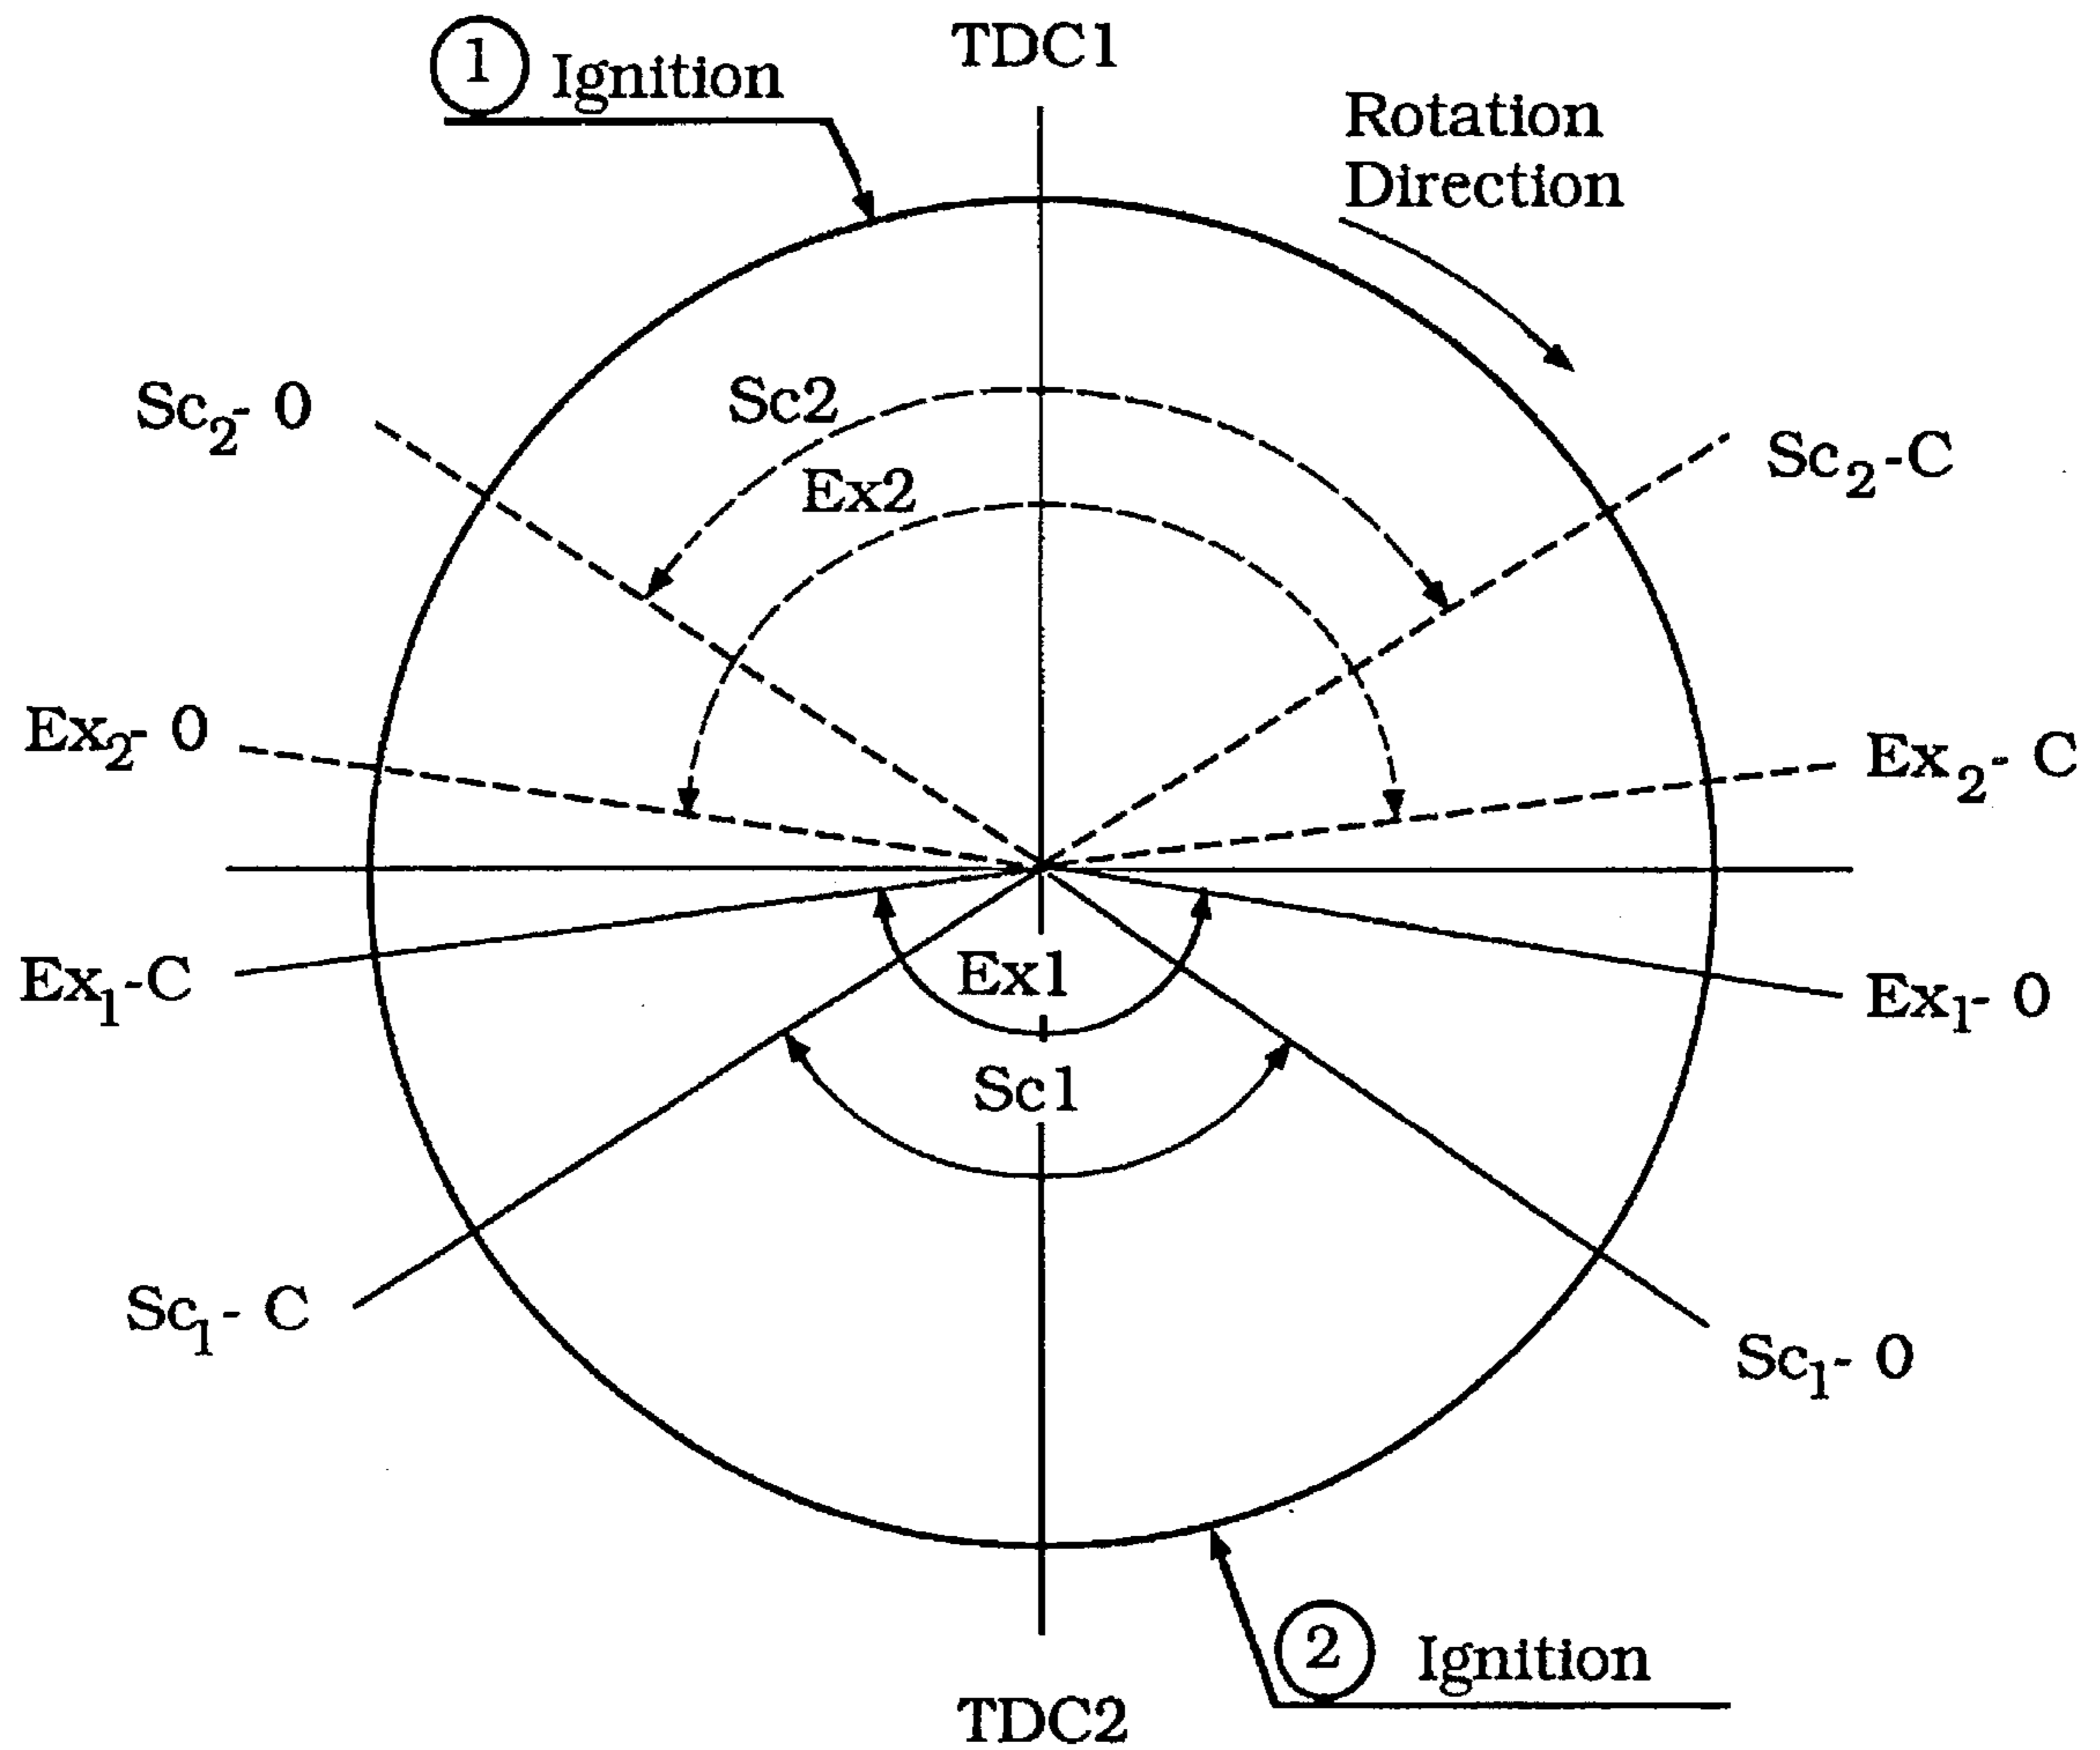 TDC1
1 Ignition
Rotation
Direction
Sc2
Sc2- 0
Sc2-C
Ex2
Ex2- 0
Ex2- C
Ex1-C
Ex1
Ex1- 0
Sc1
Sc1- C
Sc1- 0
2 Ignition
TDC2